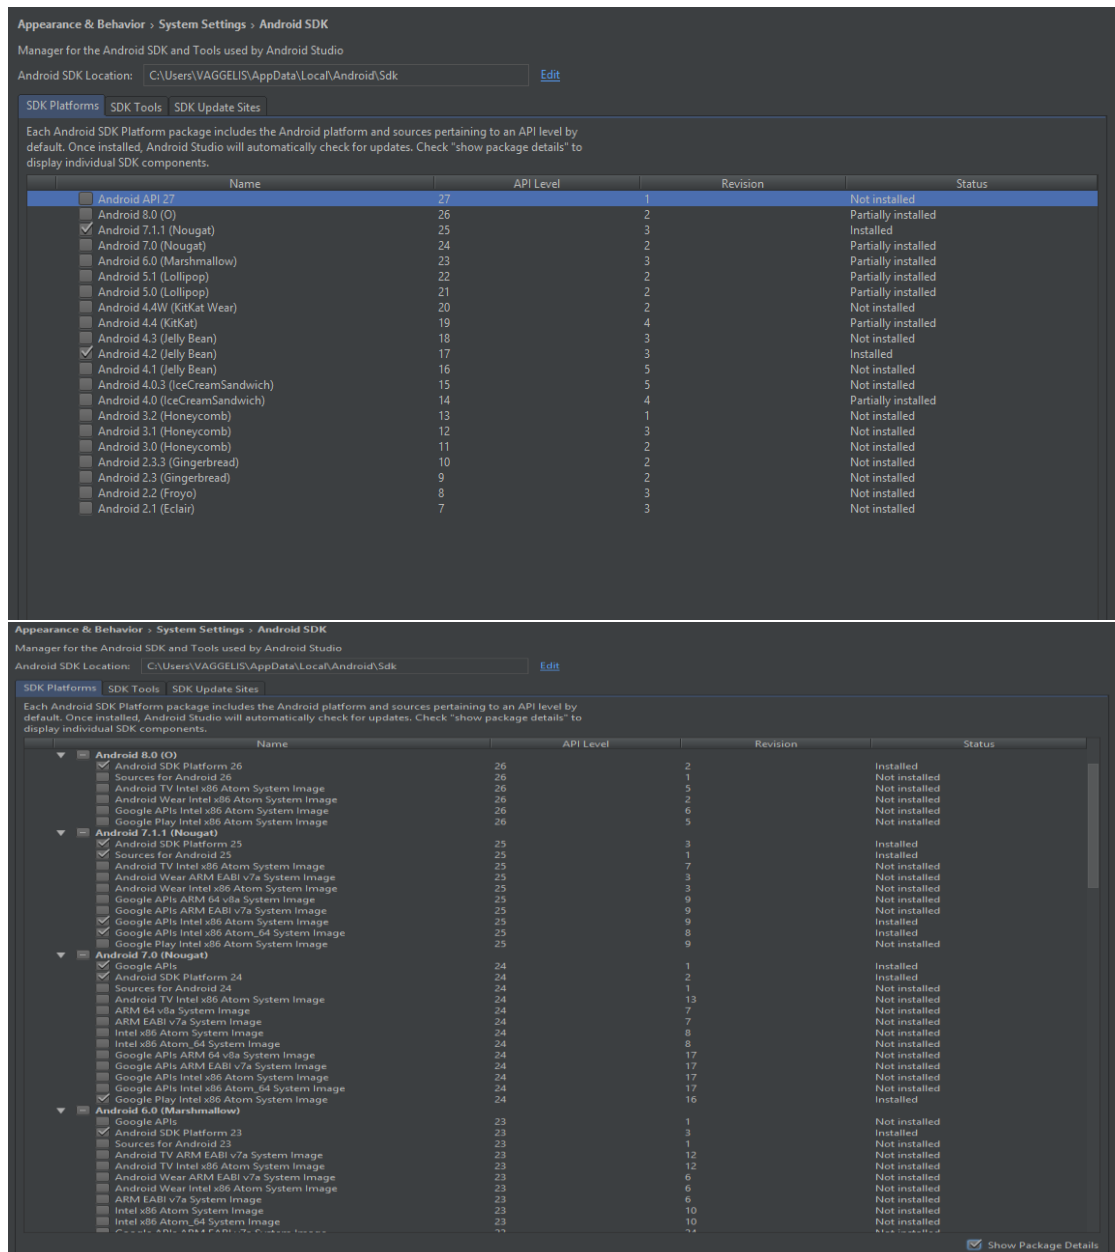 Appearance & Behavior › System Settings › Android SDK
Manager for the Android SDK and Tools used by Android Studio
Android SDK Location: C:\Users\VAGGELIS\AppData\Local\Android\Sdk Edit
SDK Platforms SDK Tools SDK Update Sites
Each Android SDK Platform package includes the Android platform and sources pertaining to an API level by
default. Once installed, Android Studio will automatically check for updates. Check "show package details" to
display individual SDK components.
Name API Level Revision Status
Android API 27 27 1 Not installed
Android 8.0 (O) 26 2 Partially installed
Android 7.1.1 (Nougat) 25 3 Installed
Android 7.0 (Nougat) 24 2 Partially installed
Android 6.0 (Marshmallow) 23 3 Partially installed
Android 5.1 (Lollipop) 22 2 Partially installed
Android 5.0 (Lollipop) 21 2 Partially installed
Android 4.4W (KitKat Wear) 20 2 Not installed
Android 4.4 (KitKat) 19 4 Partially installed
Android 4.3 (Jelly Bean) 18 3 Not installed
Android 4.2 (Jelly Bean) 17 3 Installed
Android 4.1 (Jelly Bean) 16 5 Not installed
Android 4.0.3 (IceCreamSandwich) 15 5 Not installed
Android 4.0 (IceCreamSandwich) 14 4 Partially installed
Android 3.2 (Honeycomb) 13 1 Not installed
Android 3.1 (Honeycomb) 12 3 Not installed
Android 3.0 (Honeycomb) 11 2 Not installed
Android 2.3.3 (Gingerbread) 10 2 Not installed
Android 2.3 (Gingerbread) 9 2 Not installed
Android 2.2 (Froyo) 8 3 Not installed
Android 2.1 (Eclair) 7 3 Not installed
Appearance & Behavior › System Settings › Android SDK
Manager for the Android SDK and Tools used by Android Studio
Android SDK Location: C:\Users\VAGGELIS\AppData\Local\Android\Sdk Edit
SDK Platforms SDK Tools SDK Update Sites
Each Android SDK Platform package includes the Android platform and sources pertaining to an API level by
default. Once installed, Android Studio will automatically check for updates. Check "show package details" to
display individual SDK components.
Name API Level Revision Status
Android 8.0 (O)
Android SDK Platform 26 26 2 Installed
Sources for Android 26 26 1 Not installed
Android TV Intel x86 Atom System Image 26 5 Not installed
Android Wear Intel x86 Atom System Image 26 2 Not installed
Google APIs Intel x86 Atom System Image 26 6 Not installed
Google Play Intel x86 Atom System Image 26 5 Not installed
Android 7.1.1 (Nougat)
Android SDK Platform 25 25 3 Installed
Sources for Android 25 25 1 Installed
Android TV Intel x86 Atom System Image 25 7 Not installed
Android Wear ARM EABI v7a System Image 25 3 Not installed
Android Wear Intel x86 Atom System Image 25 3 Not installed
Google APIs ARM 64 v8a System Image 25 9 Not installed
Google APIs ARM EABI v7a System Image 25 9 Not installed
Google APIs Intel x86 Atom System Image 25 9 Installed
Google APIs Intel x86 Atom_64 System Image 25 8 Installed
Google Play Intel x86 Atom System Image 25 9 Not installed
Android 7.0 (Nougat)
Google APIs 24 1 Installed
Android SDK Platform 24 24 2 Installed
Sources for Android 24 24 1 Not installed
Android TV Intel x86 Atom System Image 24 13 Not installed
ARM 64 v8a System Image 24 7 Not installed
ARM EABI v7a System Image 24 7 Not installed
Intel x86 Atom System Image 24 8 Not installed
Intel x86 Atom_64 System Image 24 8 Not installed
Google APIs ARM 64 v8a System Image 24 17 Not installed
Google APIs ARM EABI v7a System Image 24 17 Not installed
Google APIs Intel x86 Atom System Image 24 17 Not installed
Google APIs Intel x86 Atom_64 System Image 24 17 Not installed
Google Play Intel x86 Atom System Image 24 16 Installed
Android 6.0 (Marshmallow)
Google APIs 23 1 Not installed
Android SDK Platform 23 23 3 Installed
Sources for Android 23 23 1 Not installed
Android TV ARM EABI v7a System Image 23 12 Not installed
Android TV Intel x86 Atom System Image 23 12 Not installed
Android Wear ARM EABI v7a System Image 23 6 Not installed
Android Wear Intel x86 Atom System Image 23 6 Not installed
ARM EABI v7a System Image 23 6 Not installed
Intel x86 Atom System Image 23 10 Not installed
Intel x86 Atom_64 System Image 23 10 Not installed
Show Package Details